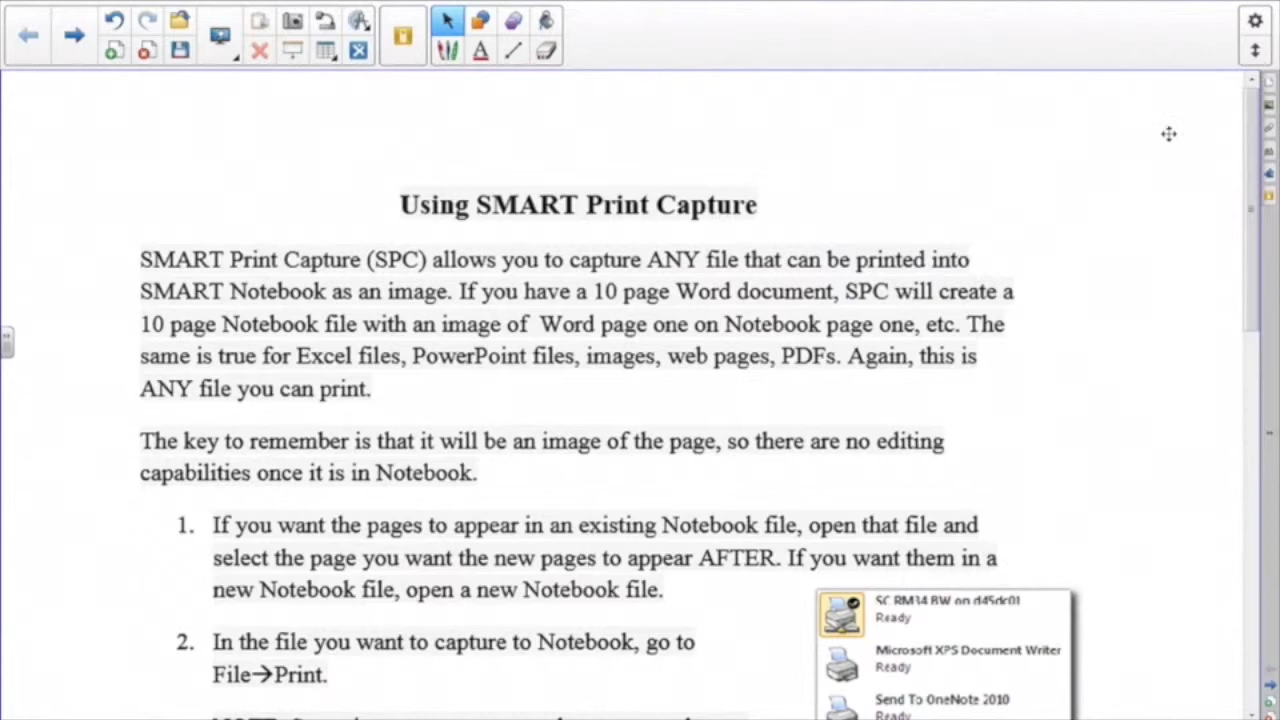 Using SMART Print Capture
SMART Print Capture (SPC) allows you to capture ANY file that can be printed into
SMART Notebook as an image. If you have a 10 page Word document, SPC will create a
10 page Notebook file with an image of  Word page one on Notebook page one, etc. The
same is true for Excel files, PowerPoint files, images, web pages, PDFs. Again, this is
ANY file you can print.
The key to remember is that it will be an image of the page, so there are no editing
capabilities once it is in Notebook.
1. If you want the pages to appear in an existing Notebook file, open that file and
select the page you want the new pages to appear AFTER. If you want them in a
new Notebook file, open a new Notebook file.
2. In the file you want to capture to Notebook, go to
File→Print.
SC RM34 BW on d45dc01
Ready
Microsoft XPS Document Writer
Ready
Send To OneNote 2010
Ready